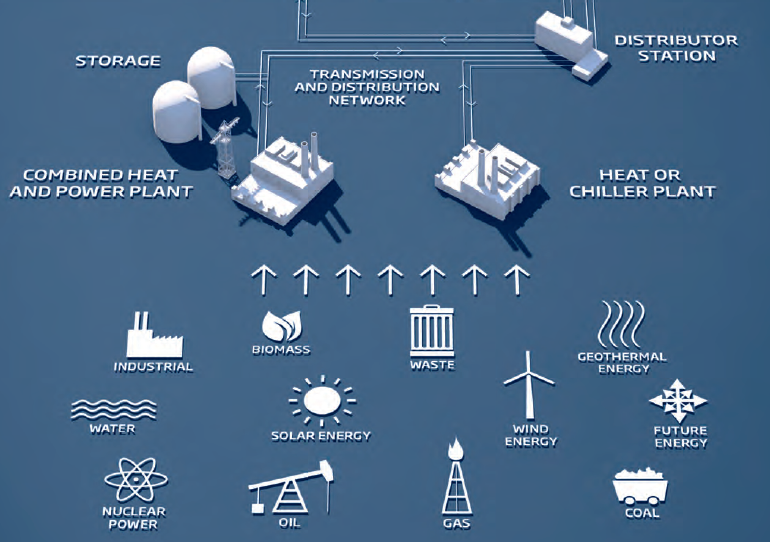 DISTRIBUTOR
STATION
STORAGE
TRANSMISSION
AND DISTRIBUTION
NETWORK
COMBINED HEAT
AND POWER PLANT
HEAT OR
CHILLER PLANT
INDUSTRIAL
BIOMASS
WASTE
GEOTHERMAL
ENERGY
WATER
SOLAR ENERGY
WIND
ENERGY
FUTURE
ENERGY
NUCLEAR
POWER
OIL
GAS
COAL